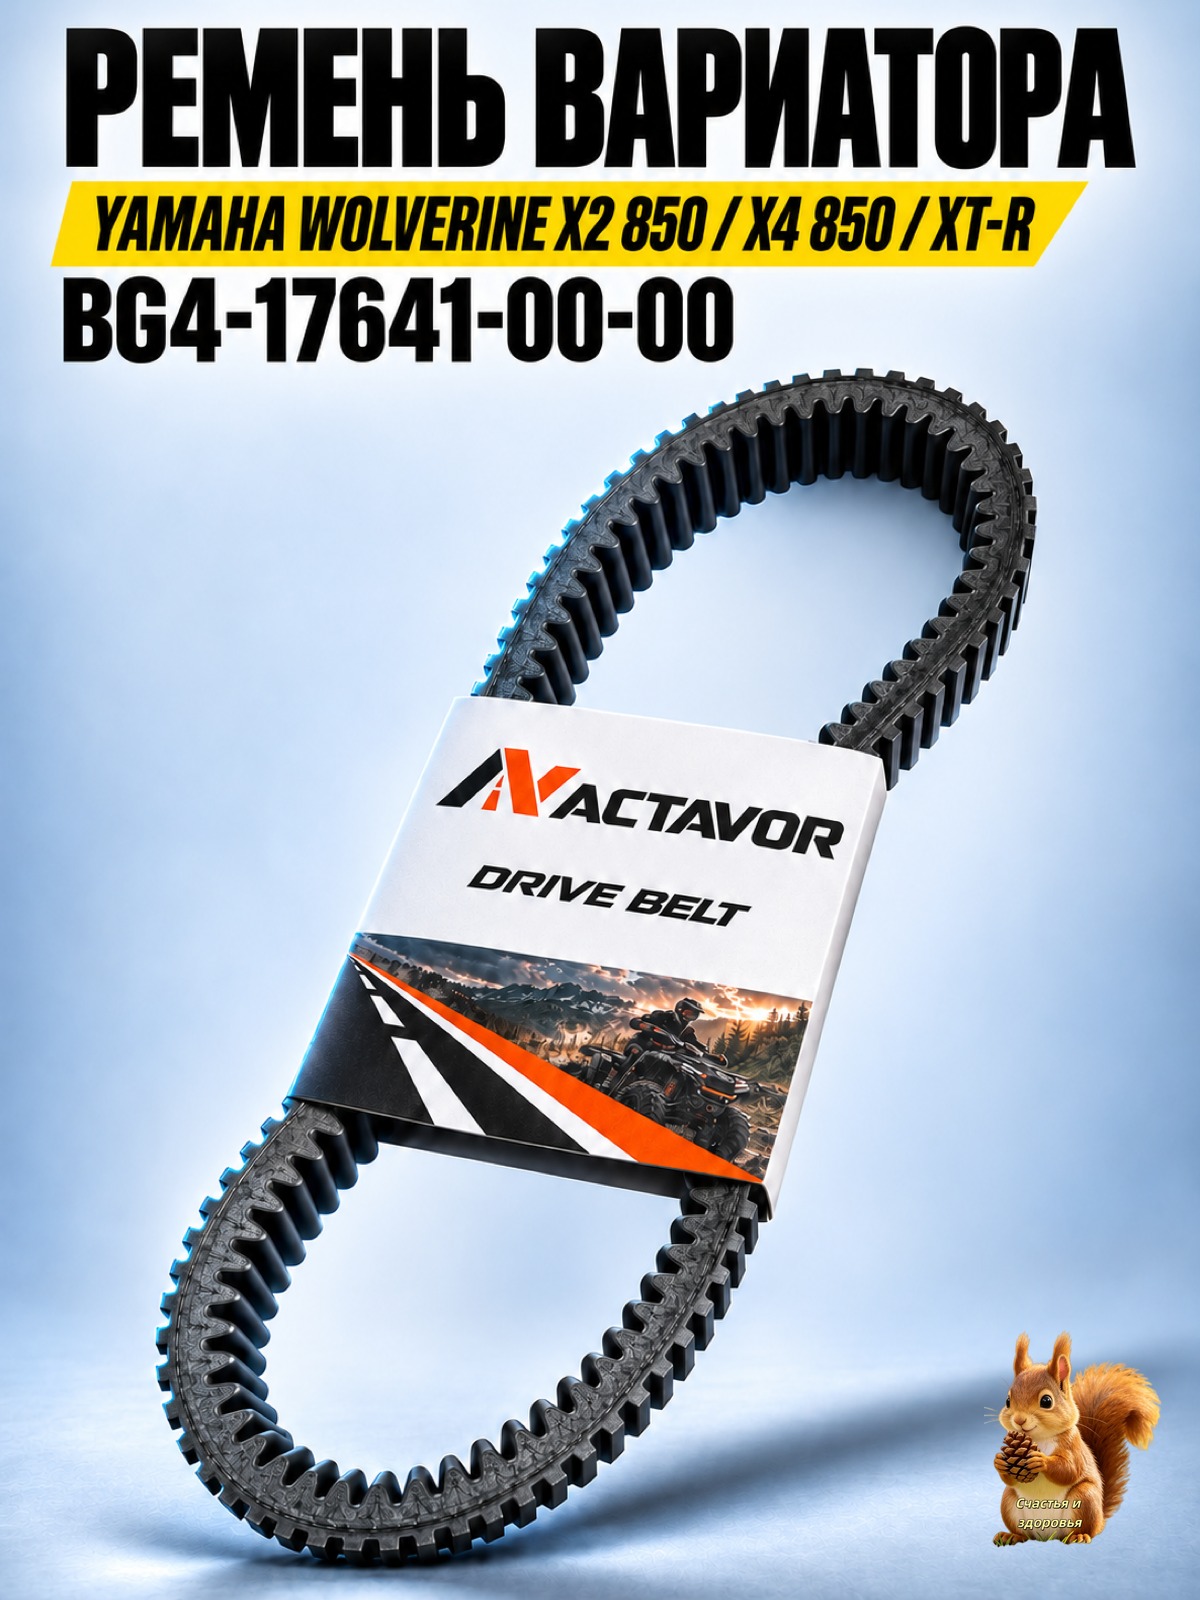 РЕМЕНЬ ВАРИАТОРА
YAMAHA WOLVERINE X2 850 / X4 850 / XT-R
BG4-17641-00-00
ACTAVOR
DRIVE BELT
Счастья и
здоровья